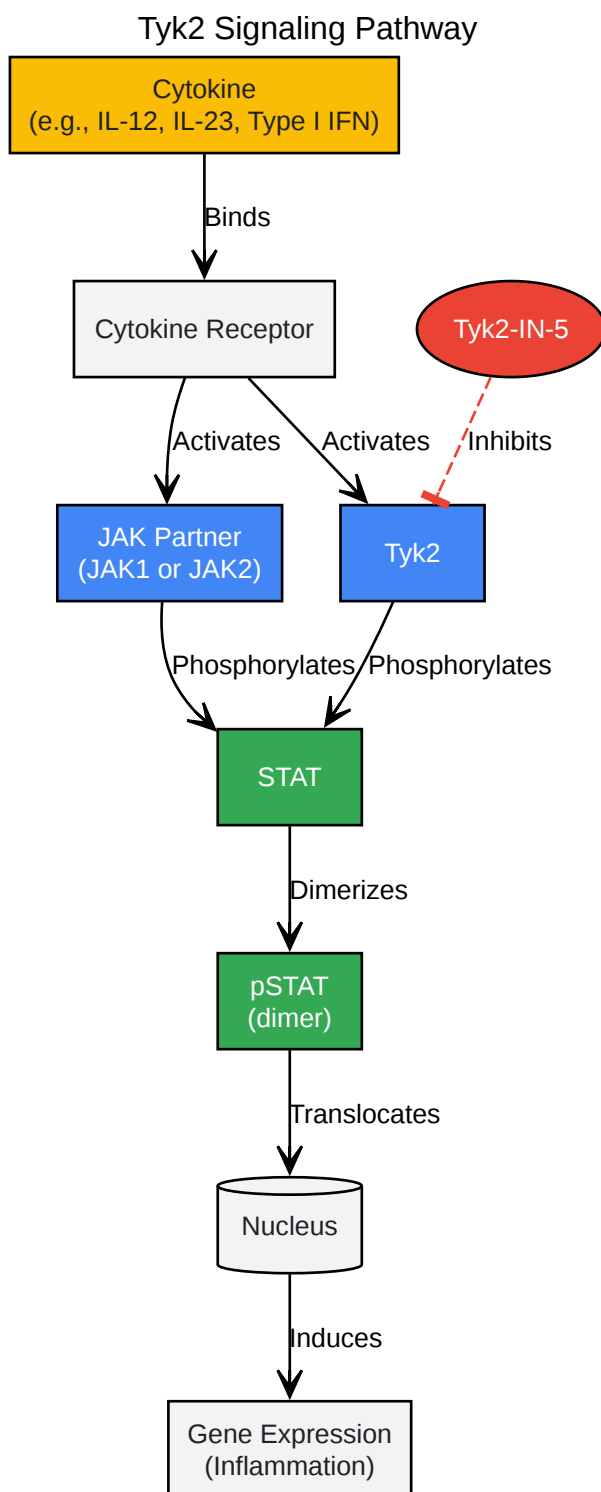 Tyk2 Signaling Pathway
Cytokine
(e.g., IL-12, IL-23, Type I IFN)
Binds
Cytokine Receptor
Tyk2-IN-5
Activates
Activates
Inhibits
JAK Partner
(JAK1 or JAK2)
Tyk2
Phosphorylates
Phosphorylates
STAT
Dimerizes
pSTAT
(dimer)
Translocates
Nucleus
Induces
Gene Expression
(Inflammation)